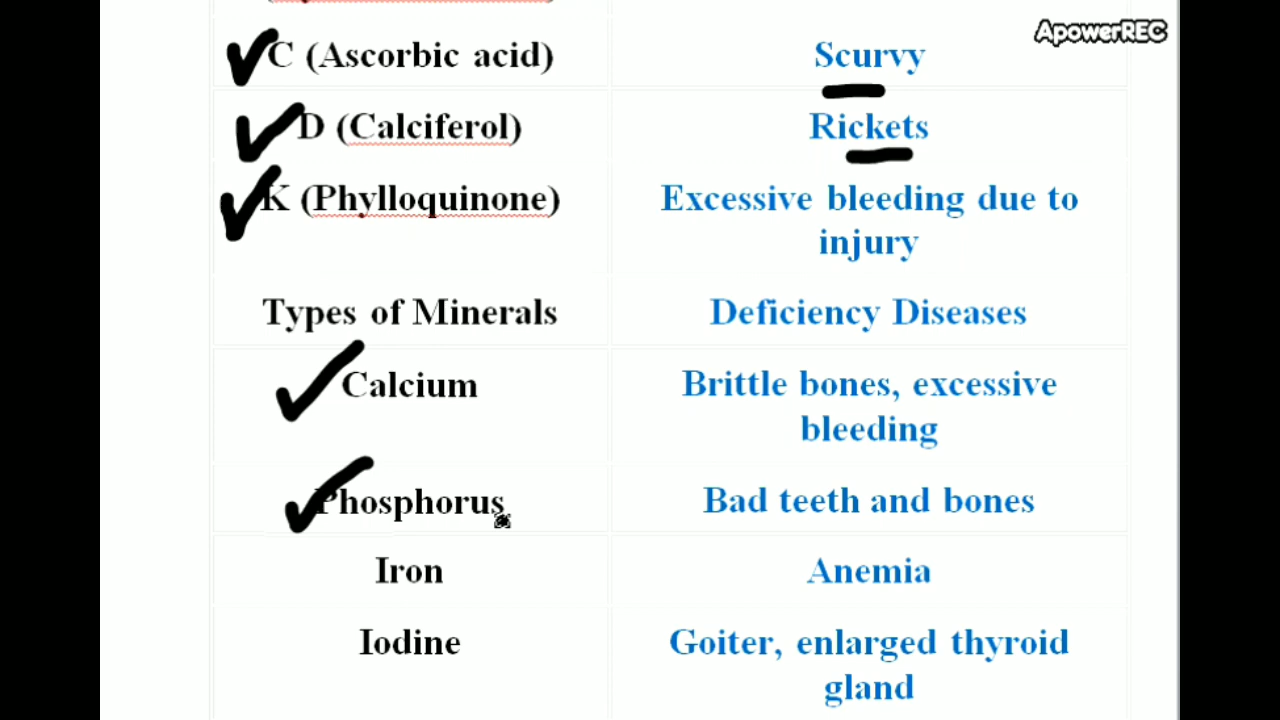 ApowerREC
C (Ascorbic acid) Scurvy
D (Calciferol) Rickets
K (Phylloquinone) Excessive bleeding due to
injury
Types of Minerals Deficiency Diseases
Calcium Brittle bones, excessive
bleeding
Phosphorus Bad teeth and bones
Iron Anemia
Iodine Goiter, enlarged thyroid
gland